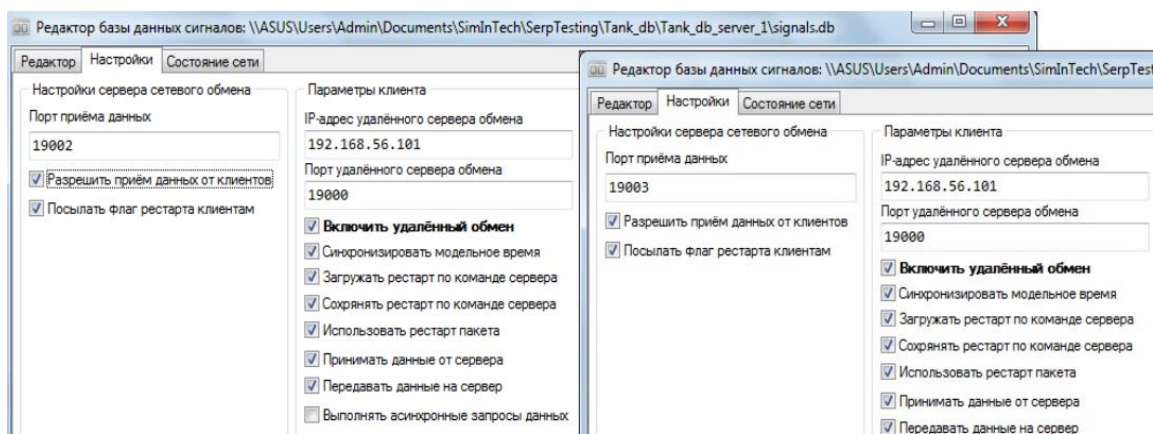 Редактор базы данных сигналов: \\ASUS\Users\Admin\Documents\SimInTech\SerpTesting\Tank_db\Tank_db_server_1\signals.db
Редактор Настройки Состояние сети
Настройки сервера сетевого обмена
Порт приёма данных
19002
Разрешить приём данных от клиентов
Посылать флаг рестарта клиентам
Параметры клиента
IP-адрес удалённого сервера обмена
192.168.56.101
Порт удалённого сервера обмена
19000
Включить удалённый обмен
Синхронизировать модельное время
Загружать рестарт по команде сервера
Сохранять рестарт по команде сервера
Использовать рестарт пакета
Принимать данные от сервера
Передавать данные на сервер
Выполнять асинхронные запросы данных
Редактор базы данных сигналов: \\ASUS\Users\Admin\Documents\SimInTech\SerpTest
Редактор Настройки Состояние сети
Настройки сервера сетевого обмена
Порт приёма данных
19003
Разрешить приём данных от клиентов
Посылать флаг рестарта клиентам
Параметры клиента
IP-адрес удалённого сервера обмена
192.168.56.101
Порт удалённого сервера обмена
19000
Включить удалённый обмен
Синхронизировать модельное время
Загружать рестарт по команде сервера
Сохранять рестарт по команде сервера
Использовать рестарт пакета
Принимать данные от сервера
Передавать данные на сервер